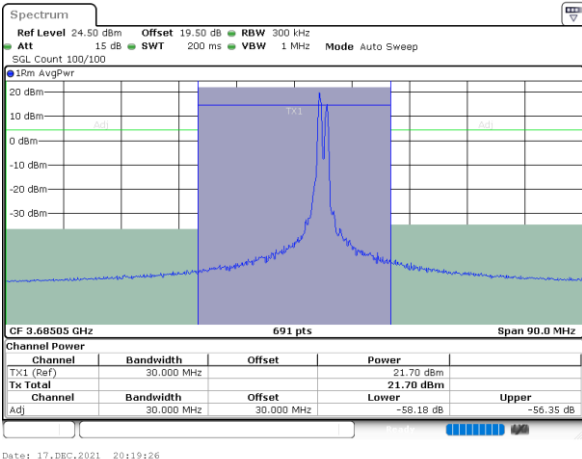 Spectrum
Ref Level 24.50 dBm Offset 19.50 dB RBW 300 kHz
Att 15 dB SWT 200 ms VBW 1 MHz Mode Auto Sweep
SGL Count 100/100
1Rm AvgPwr
20 dBm
TX1
10 dBm
Adj Adj
0 dBm
-10 dBm
-20 dBm
-30 dBm
CF 3.68505 GHz 691 pts Span 90.0 MHz
Channel Power
Channel Bandwidth Offset Power
TX1 (Ref) 30.000 MHz 21.70 dBm
Tx Total 21.70 dBm
Channel Bandwidth Offset Lower Upper
Adj 30.000 MHz 30.000 MHz -58.18 dB -56.35 dB
Ready
Date: 17.DEC.2021 20:19:26